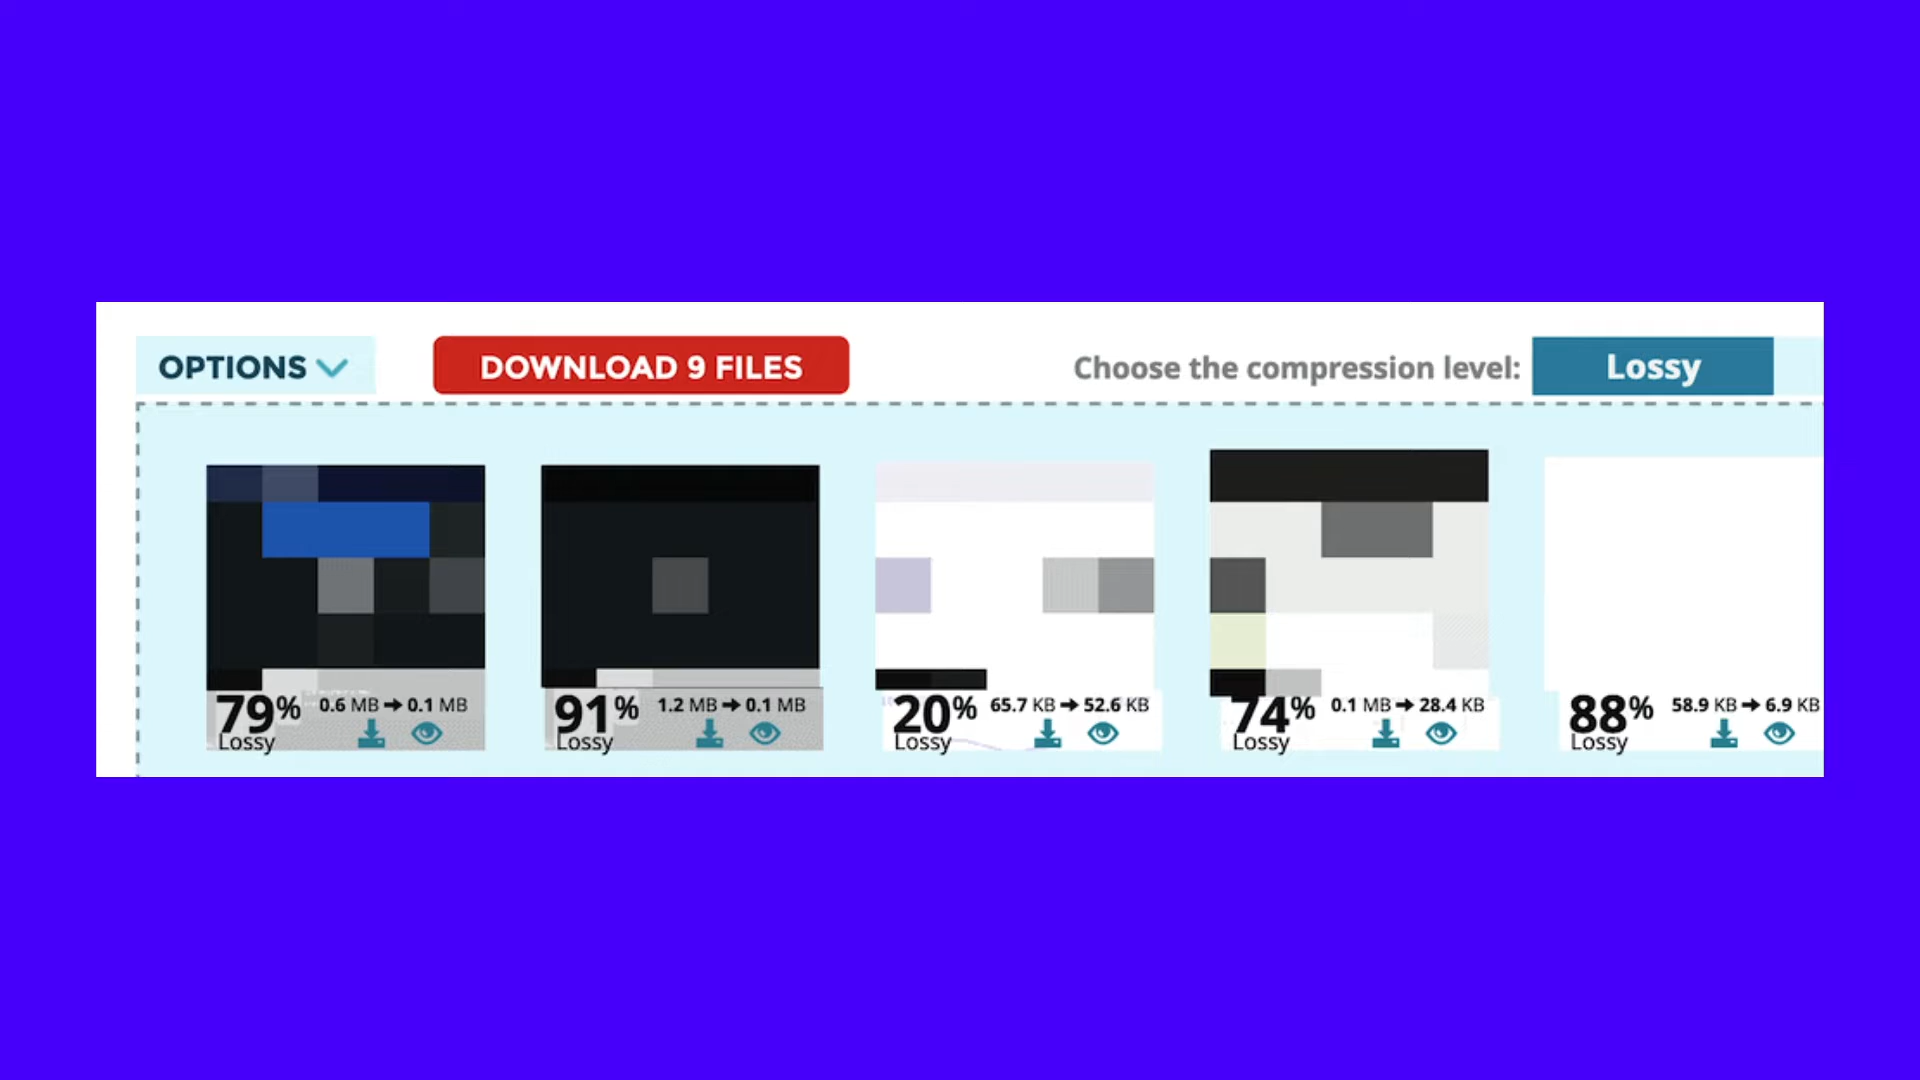 OPTIONS
DOWNLOAD 9 FILES
Choose the compression level:
Lossy
79% 0.6 MB → 0.1 MB
Lossy
91% 1.2 MB → 0.1 MB
Lossy
20% 65.7 KB → 52.6 KB
Lossy
74% 0.1 MB → 28.4 KB
Lossy
88% 58.9 KB → 6.9 KB
Lossy